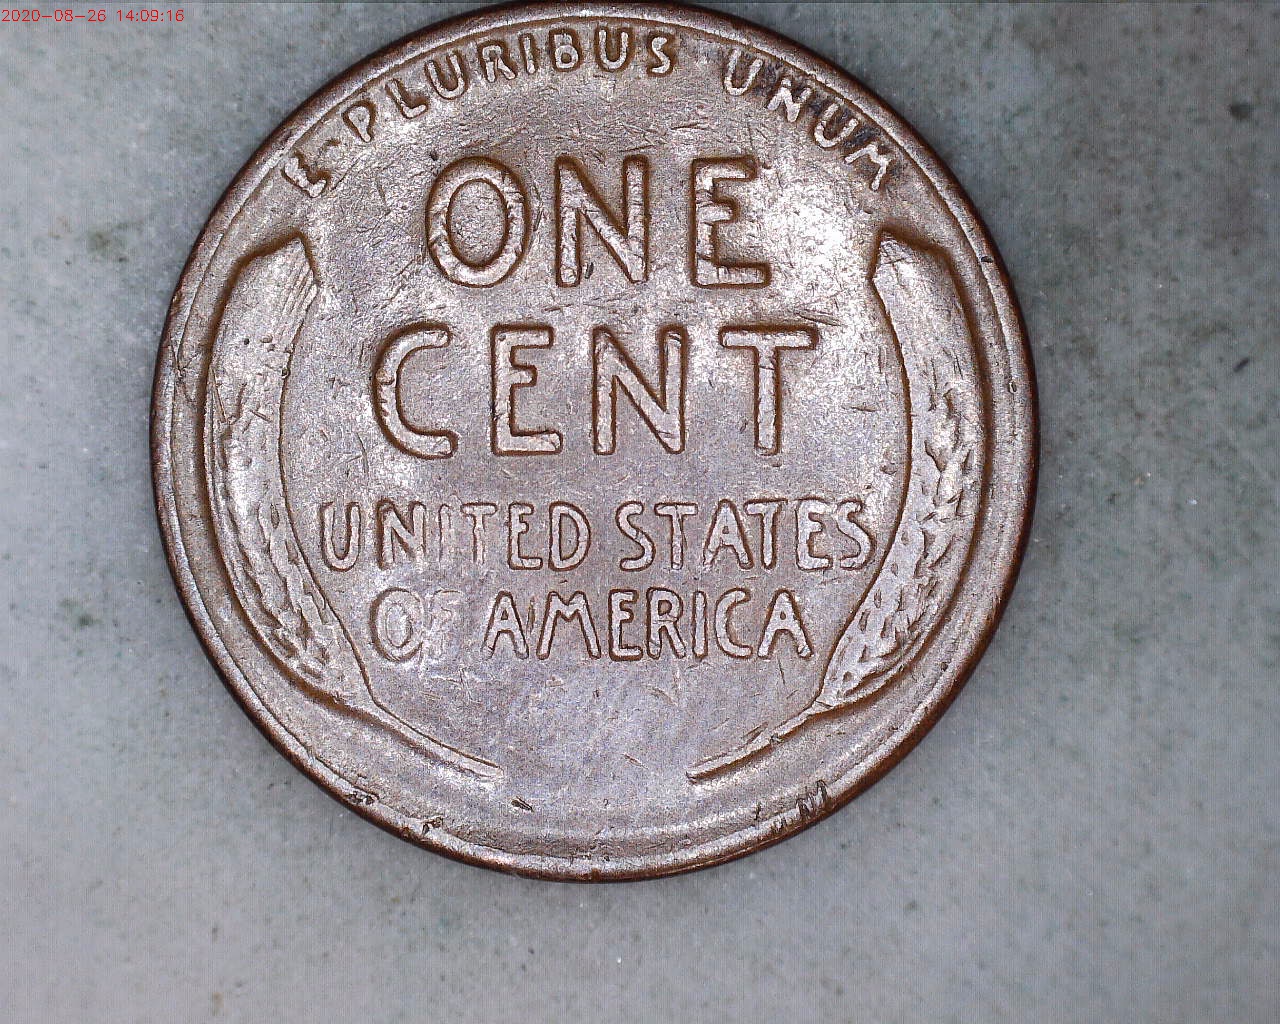 2020-08-26 14:09:16
E·PLURIBUS UNUM
ONE
CENT
UNITED STATES
OF AMERICA